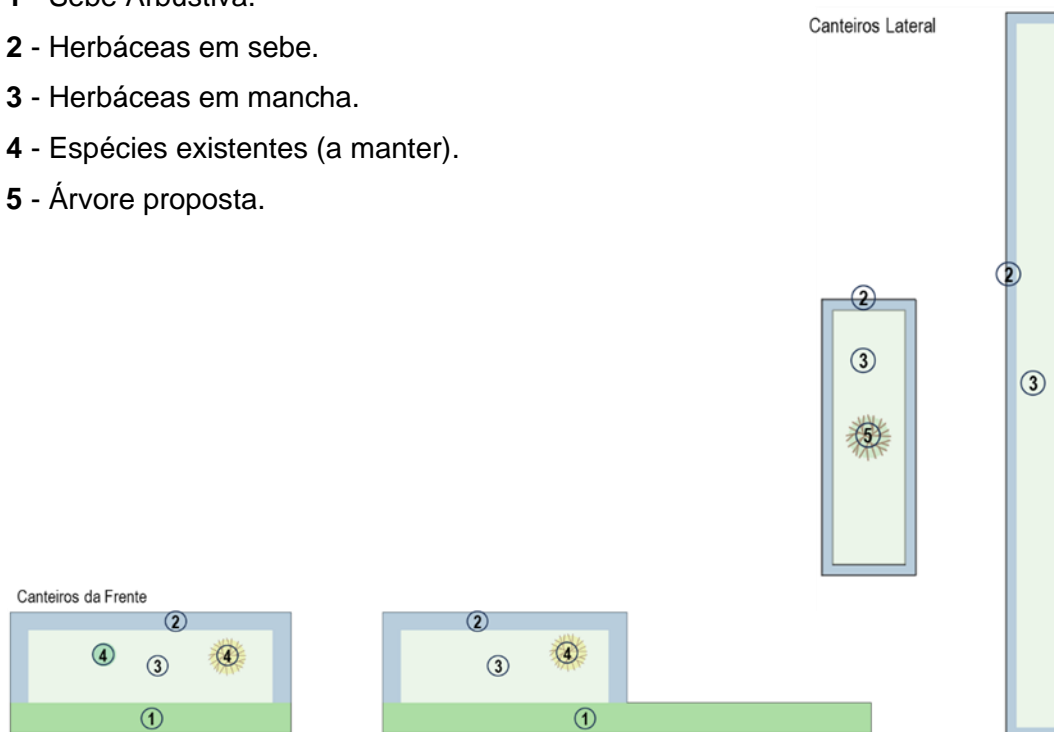 1 - Sebe Arbustiva.
2 - Herbáceas em sebe.
3 - Herbáceas em mancha.
4 - Espécies existentes (a manter).
5 - Árvore proposta.
Canteiros Lateral
2
2
3
3
5
Canteiros da Frente
2
2
4
3
4
3
4
1
1